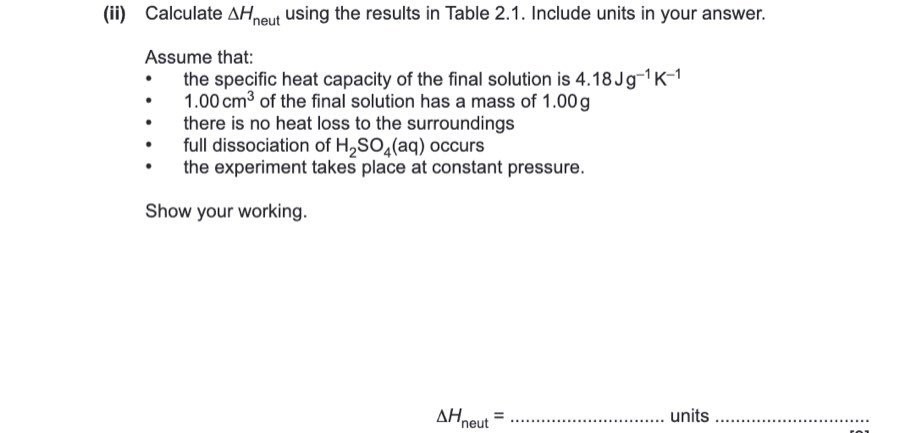 (ii) Calculate ΔHneut using the results in Table 2.1. Include units in your answer.
Assume that:
• the specific heat capacity of the final solution is 4.18 J g⁻¹ K⁻¹
• 1.00 cm³ of the final solution has a mass of 1.00 g
• there is no heat loss to the surroundings
• full dissociation of H₂SO₄(aq) occurs
• the experiment takes place at constant pressure.
Show your working.
ΔHneut = .............................. units ..............................